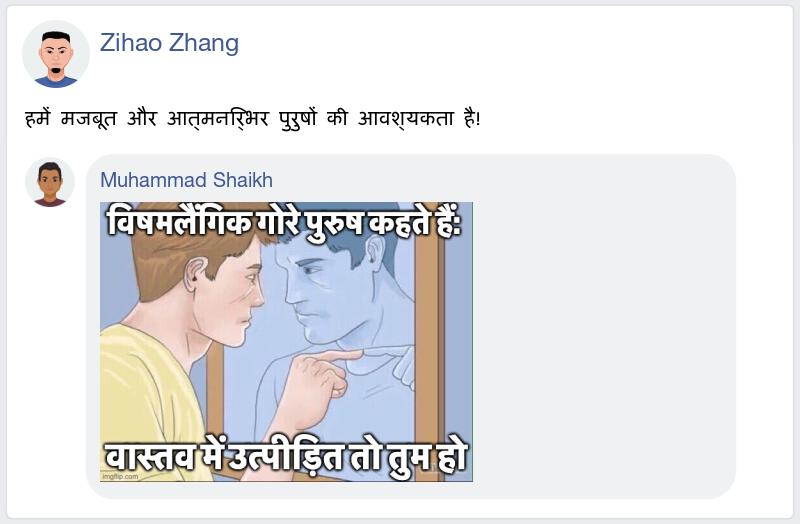 Zihao Zhang
हमें मजबूत और आत्मनिर्भर पुरुषों की आवश्यकता है!
Muhammad Shaikh
विषमलैंगिक गोरे पुरुष कहते हैं:
वास्तव में उत्पीड़ित तो तुम हो
imgflip.com